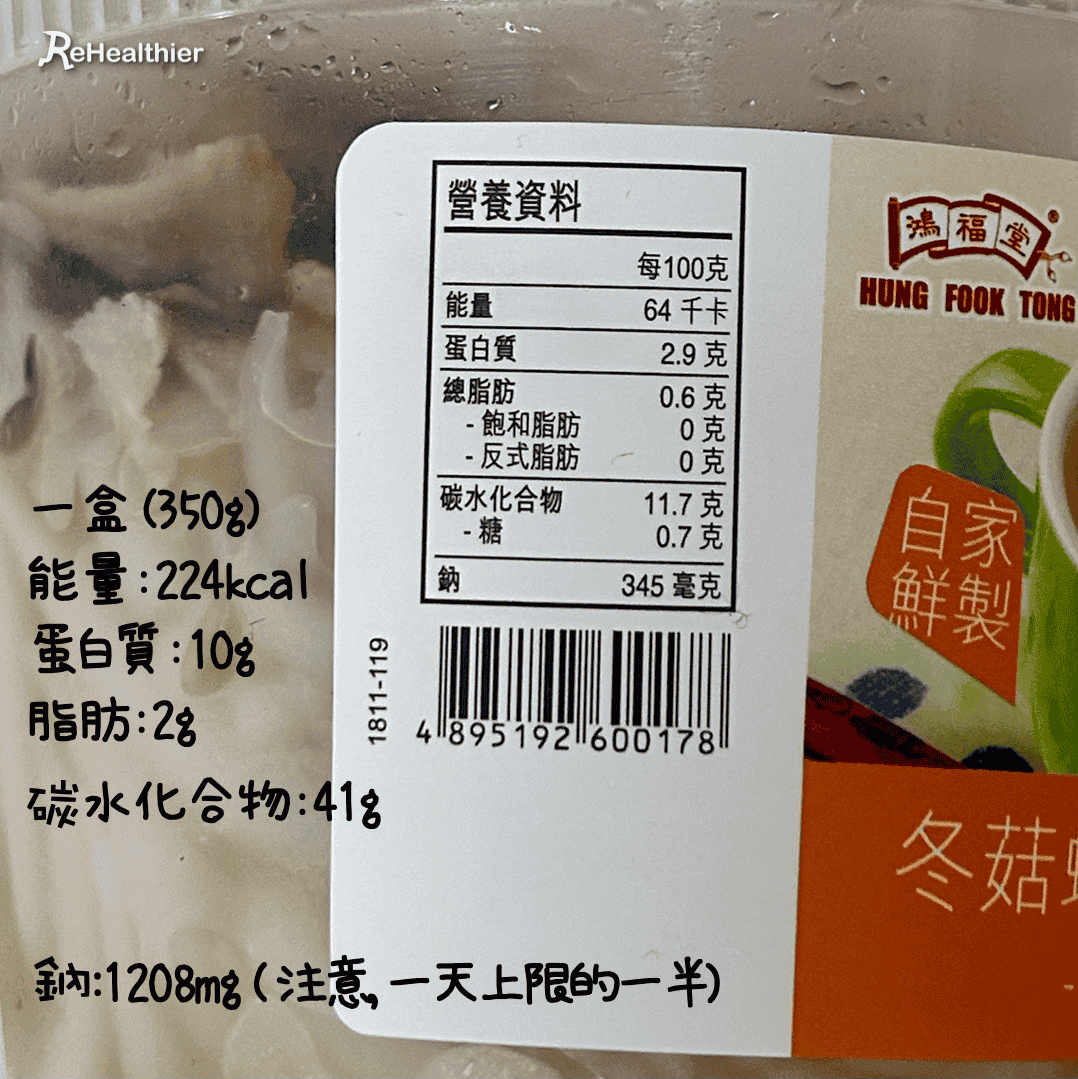 ReHealthier
營養資料
每100克
能量 64 千卡
蛋白質 2.9 克
總脂肪 0.6 克
- 飽和脂肪 0 克
- 反式脂肪 0 克
碳水化合物 11.7 克
- 糖 0.7 克
鈉 345 毫克
1811-119
4 895192 600178
鴻福堂®
HUNG FOOK TONG
自家
鮮製
冬菇
一盒 (350g)
能量:224kcal
蛋白質:10g
脂肪:2g
碳水化合物:41g
鈉:1208mg (注意, 一天上限的一半)